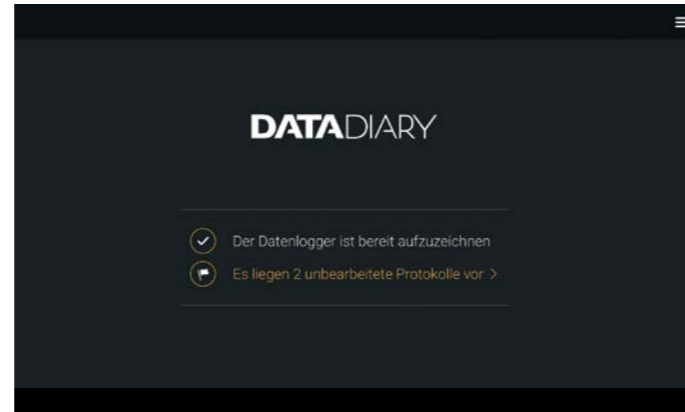 DATADIARY
Der Datenlogger ist bereit aufzuzeichnen
Es liegen 2 unbearbeitete Protokolle vor >